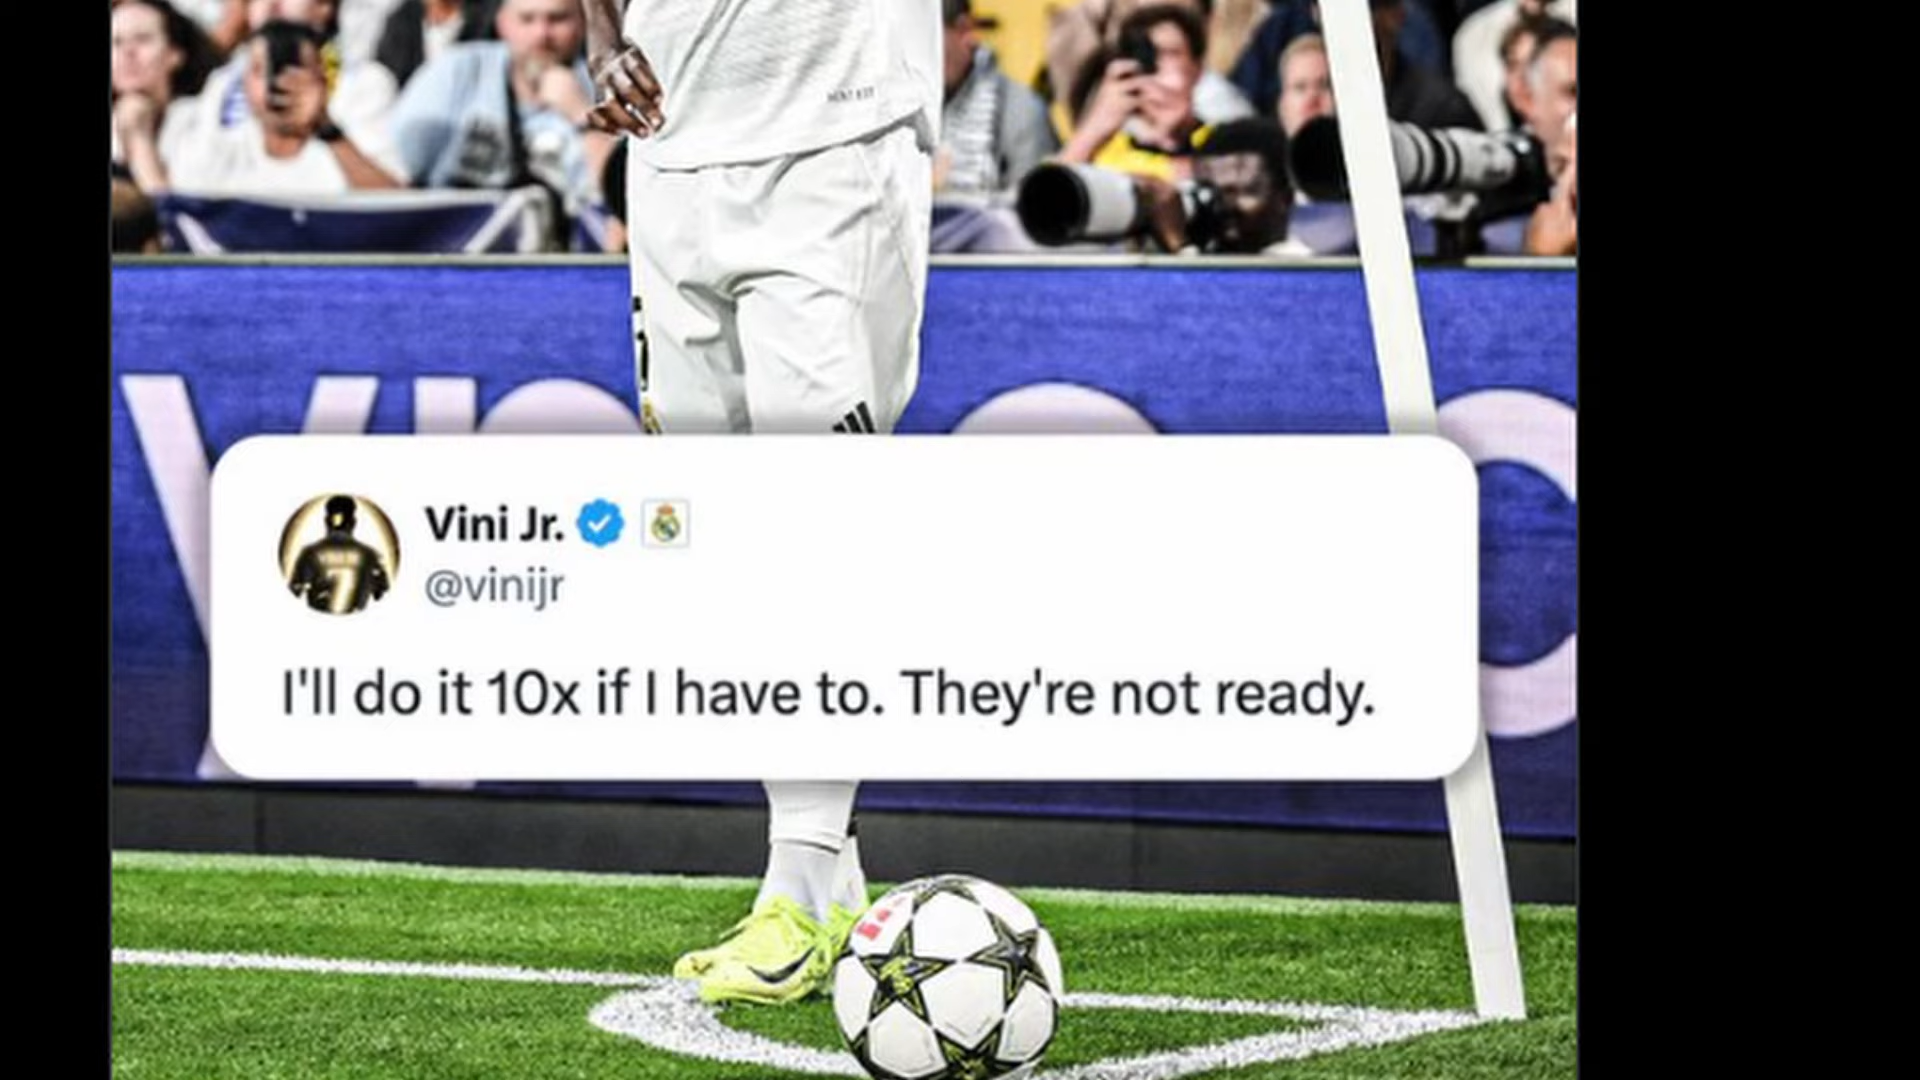 Vini Jr.
@vinijr
I'll do it 10x if I have to. They're not ready.